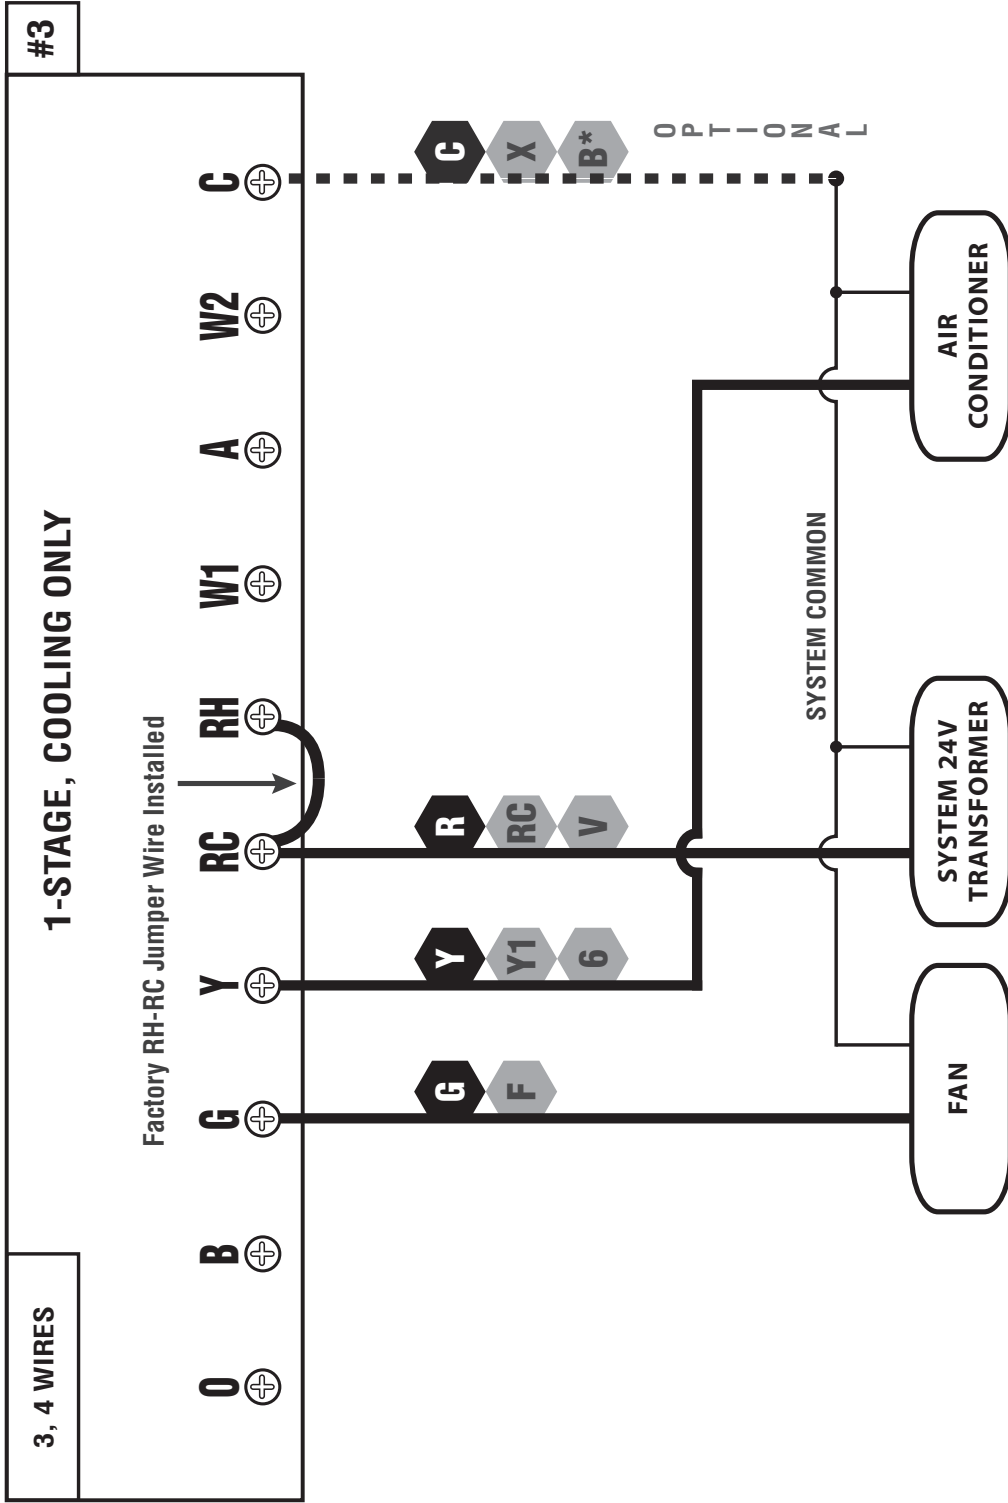 3, 4 WIRES
#3
1-STAGE, COOLING ONLY
Factory RH-RC Jumper Wire Installed
O B G Y RC RH W1 A W2 C
G Y R C
F Y1 RC X
6 V B*
OPTIONAL
SYSTEM COMMON
FAN
SYSTEM 24V
TRANSFORMER
AIR
CONDITIONER